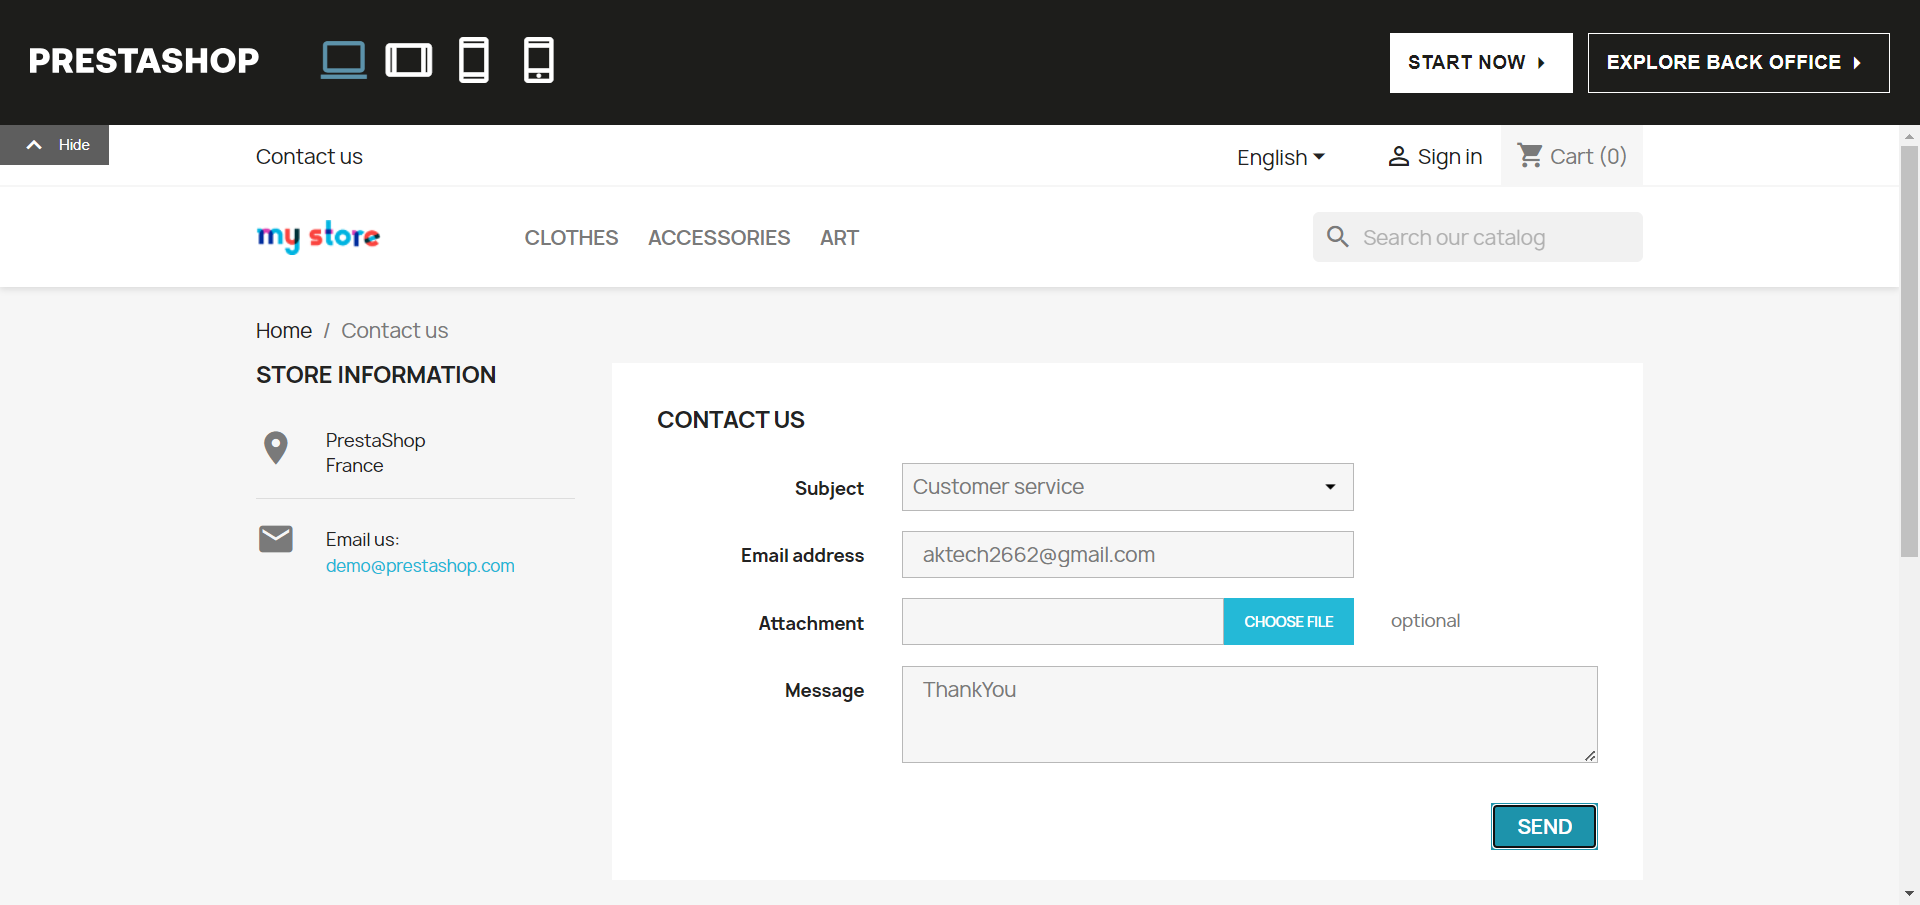 PRESTASHOP
START NOW
EXPLORE BACK OFFICE
Hide
Contact us
English
Sign in
Cart (0)
my store
CLOTHES
ACCESSORIES
ART
Search our catalog
Home / Contact us
STORE INFORMATION
PrestaShop
France
Email us:
demo@prestashop.com
CONTACT US
Subject
Customer service
Email address
aktech2662@gmail.com
Attachment
CHOOSE FILE
optional
Message
ThankYou
SEND